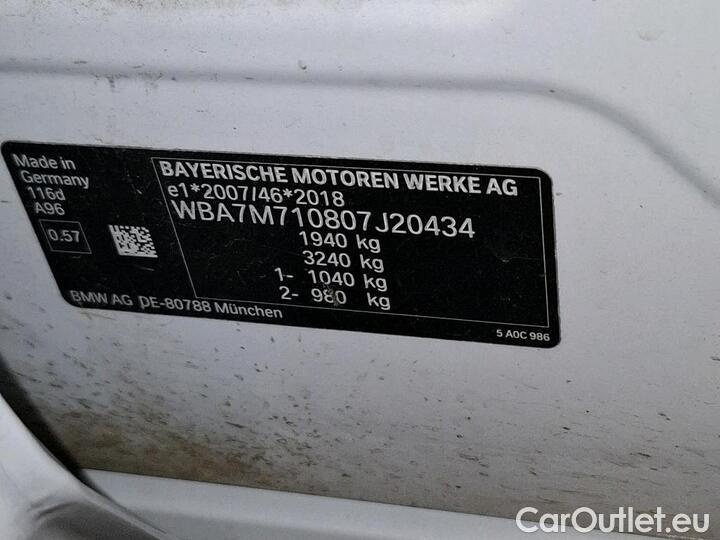 Made in
Germany
116d
A96
0.57
BAYERISCHE MOTOREN WERKE AG
e1*2007/46*2018
WBA7M710807J20434
1940 kg
3240 kg
1- 1040 kg
2- 980 kg
BMW AG DE-80788 München
5 A0C 986
CarOutlet.eu